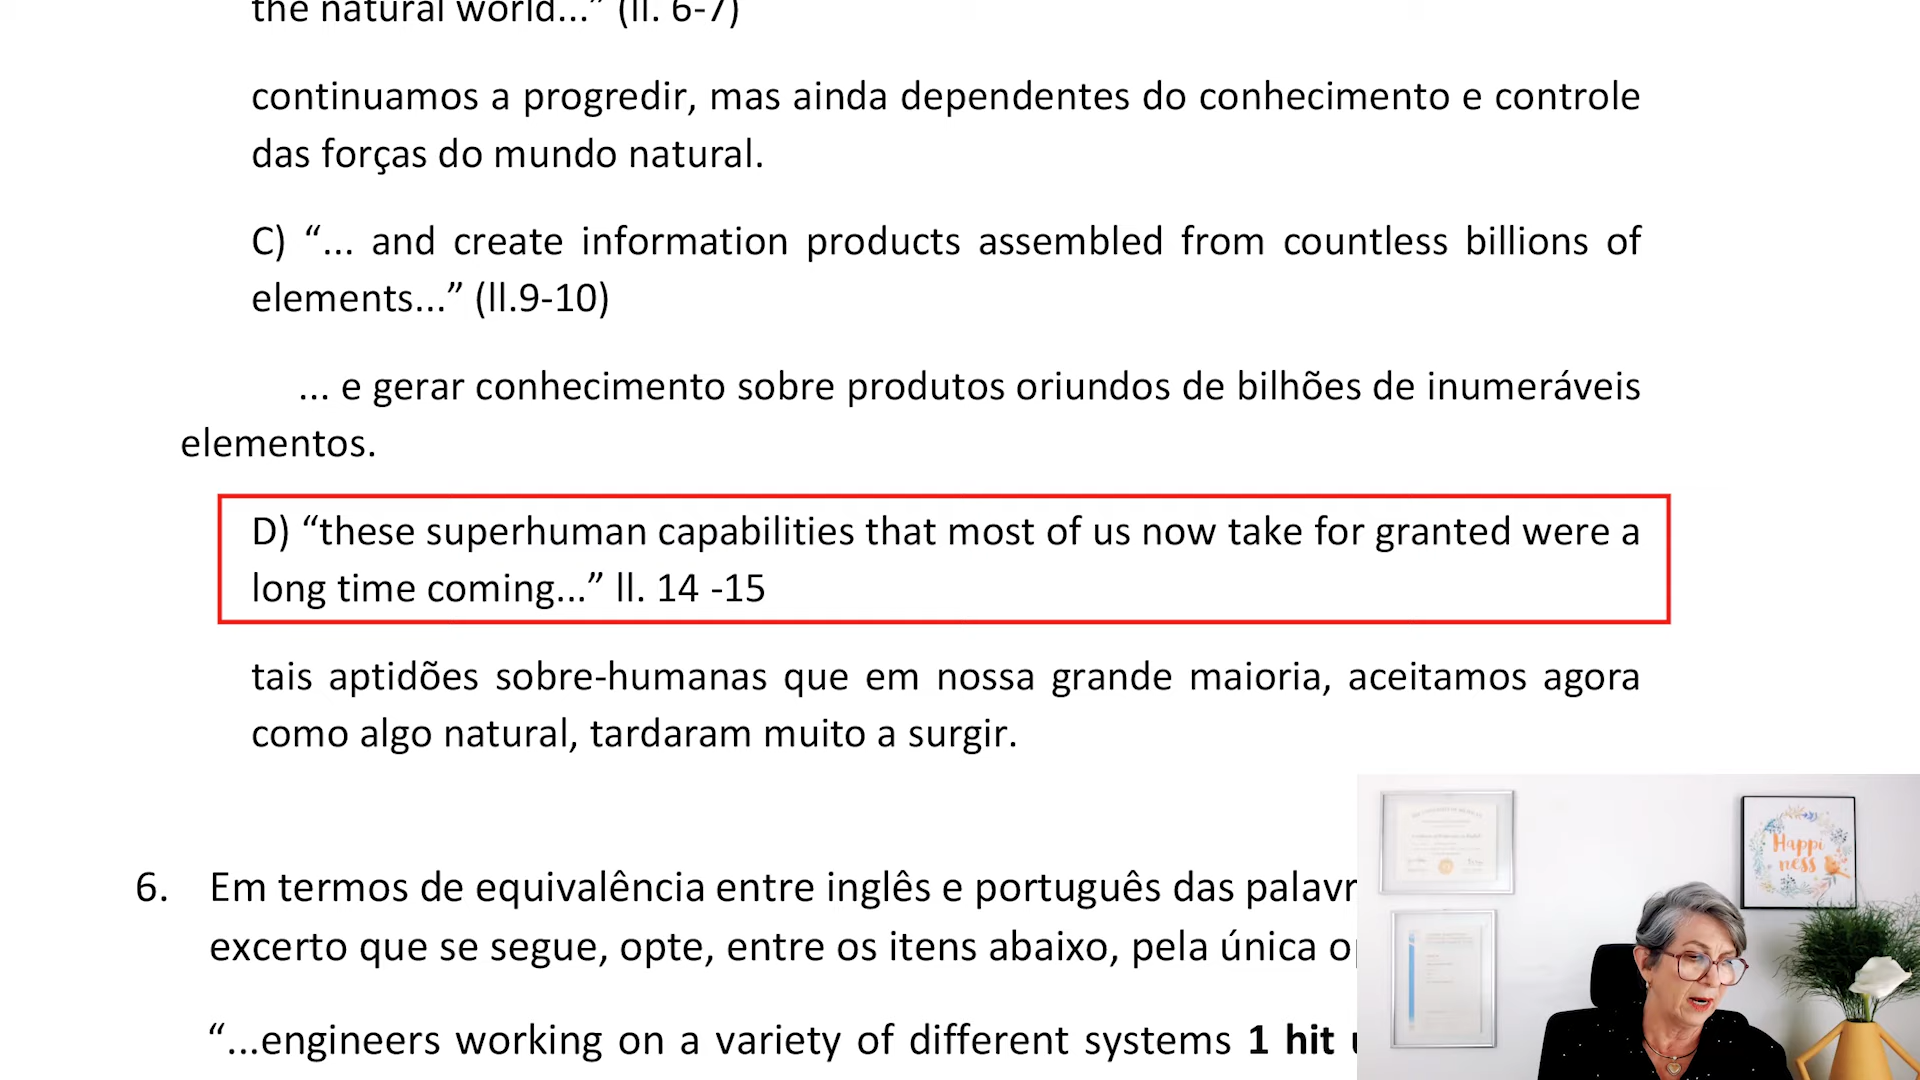 the natural world...” (ll. 6-7)
continuamos a progredir, mas ainda dependentes do conhecimento e controle
das forças do mundo natural.
C) “... and create information products assembled from countless billions of
elements...” (ll.9-10)
... e gerar conhecimento sobre produtos oriundos de bilhões de inumeráveis
elementos.
D) “these superhuman capabilities that most of us now take for granted were a
long time coming...” ll. 14 -15
tais aptidões sobre-humanas que em nossa grande maioria, aceitamos agora
como algo natural, tardaram muito a surgir.
6. Em termos de equivalência entre inglês e português das palavr
excerto que se segue, opte, entre os itens abaixo, pela única
“...engineers working on a variety of different systems 1 hit
Happi
ness